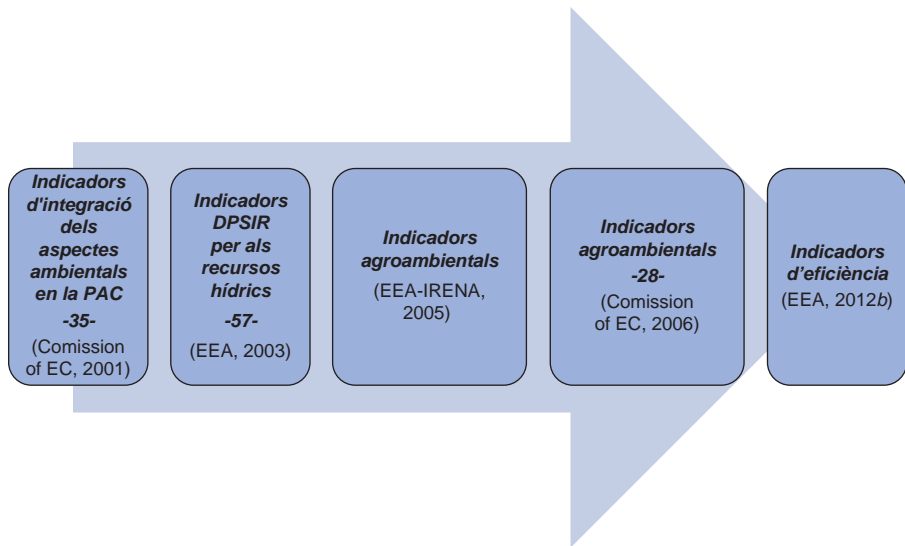 Indicadors
d'integració
dels
aspectes
ambientals
en la PAC
-35-
(Comission
of EC, 2001)
Indicadors
DPSIR
per als
recursos
hídrics
-57-
(EEA, 2003)
Indicadors
agroambientals
(EEA-IRENA,
2005)
Indicadors
agroambientals
-28-
(Comission
of EC, 2006)
Indicadors
d’eficiència
(EEA, 2012b)